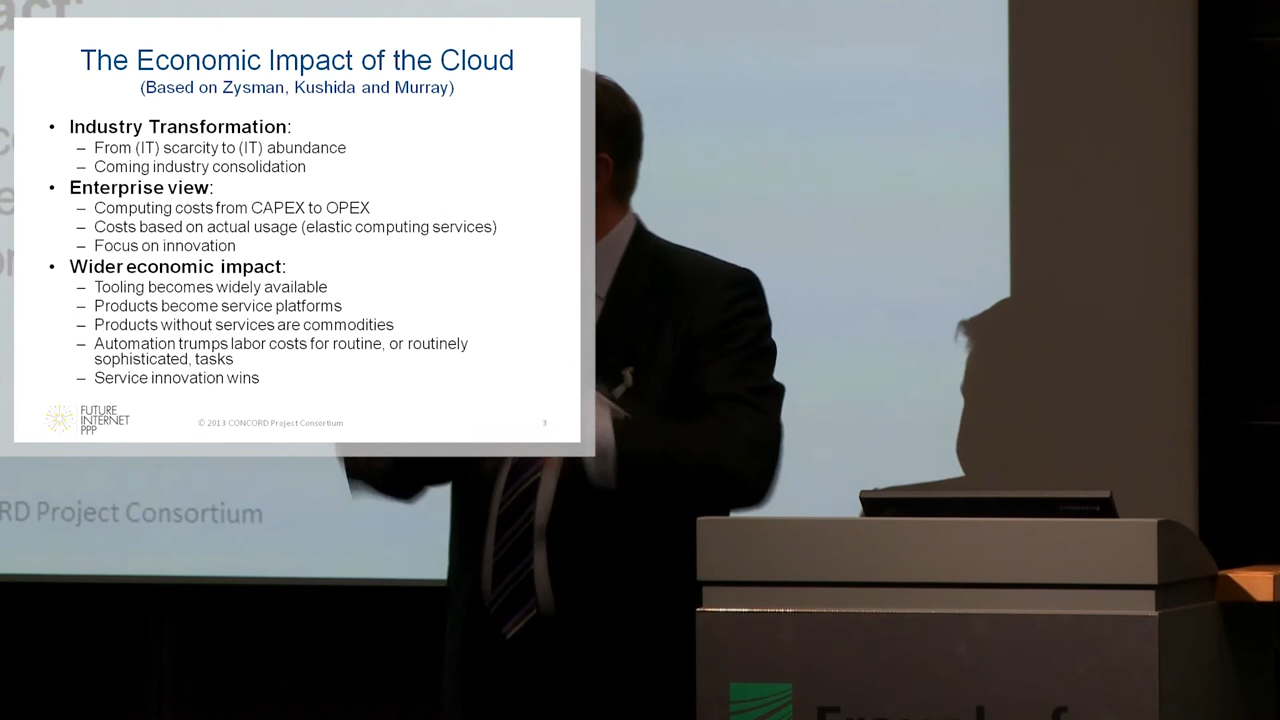 The Economic Impact of the Cloud
(Based on Zysman, Kushida and Murray)
• Industry Transformation:
– From (IT) scarcity to (IT) abundance
– Coming industry consolidation
• Enterprise view:
– Computing costs from CAPEX to OPEX
– Costs based on actual usage (elastic computing services)
– Focus on innovation
• Wider economic impact:
– Tooling becomes widely available
– Products become service platforms
– Products without services are commodities
– Automation trumps labor costs for routine, or routinely
sophisticated, tasks
– Service innovation wins
FUTURE
INTERNET
PPP
© 2013 CONCORD Project Consortium
3
act:
RD Project Consortium